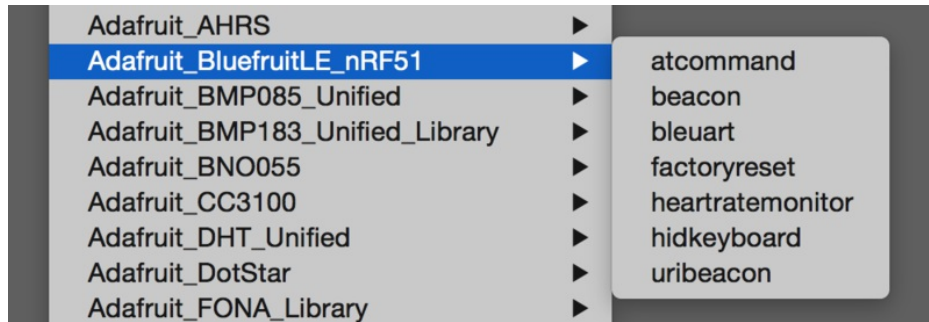 Adafruit_AHRS
Adafruit_BluefruitLE_nRF51
Adafruit_BMP085_Unified
Adafruit_BMP183_Unified_Library
Adafruit_BNO055
Adafruit_CC3100
Adafruit_DHT_Unified
Adafruit_DotStar
Adafruit_FONA_Library
atcommand
beacon
bleuart
factoryreset
heartratemonitor
hidkeyboard
uribeacon